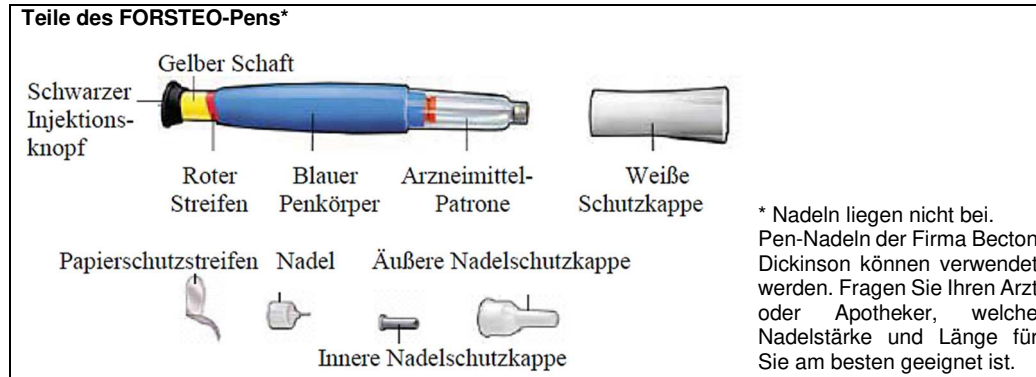 Teile des FORSTEO-Pens*
Gelber Schaft
Schwarzer
Injektions-
knopf
Roter
Streifen
Blauer
Penkörper
Arzneimittel-
Patrone
Weiße
Schutzkappe
Papierschutzstreifen
Nadel
Äußere Nadelschutzkappe
Innere Nadelschutzkappe
* Nadeln liegen nicht bei.
Pen-Nadeln der Firma Becton
Dickinson können verwendet
werden. Fragen Sie Ihren Arzt
oder Apotheker, welche
Nadelstärke und Länge für
Sie am besten geeignet ist.